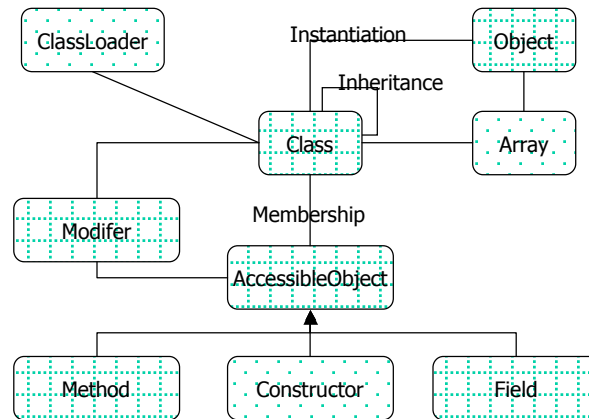 ClassLoader
Instantiation
Object
Inheritance
Class
Array
Membership
Modifer
AccessibleObject
Method
Constructor
Field